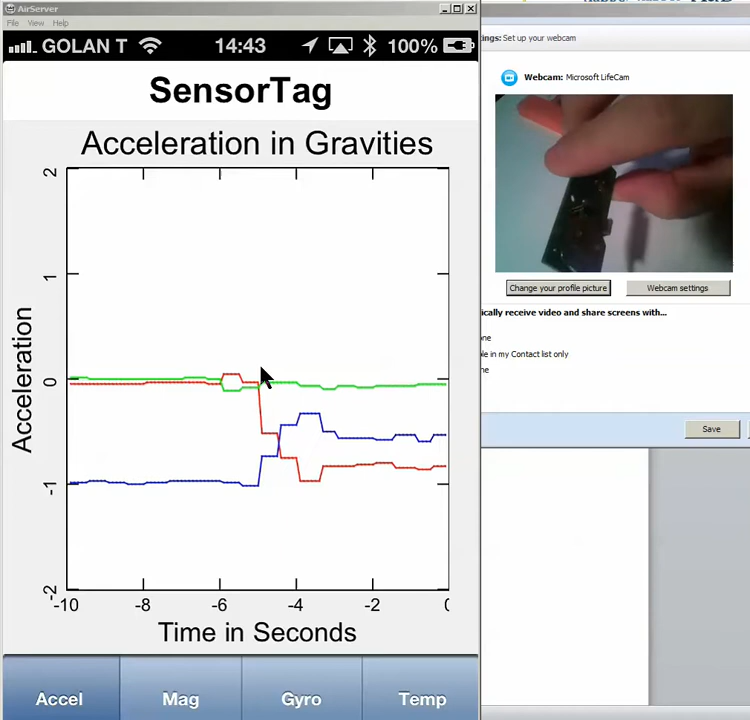 AirServer
File View Help
GOLAN T 14:43 100%
SensorTag
Acceleration in Gravities
2
1
0
-1
-2
Acceleration
-10 -8 -6 -4 -2 0
Time in Seconds
Accel Mag Gyro Temp
ings: Set up your webcam
Webcam: Microsoft LifeCam
Change your profile picture Webcam settings
ically receive video and share screens with...
one
le in my Contact list only
ne
Save